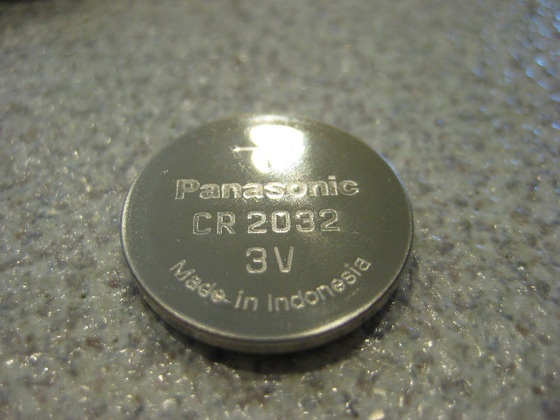 +
Panasonic
CR 2032
3V
Made in Indonesia